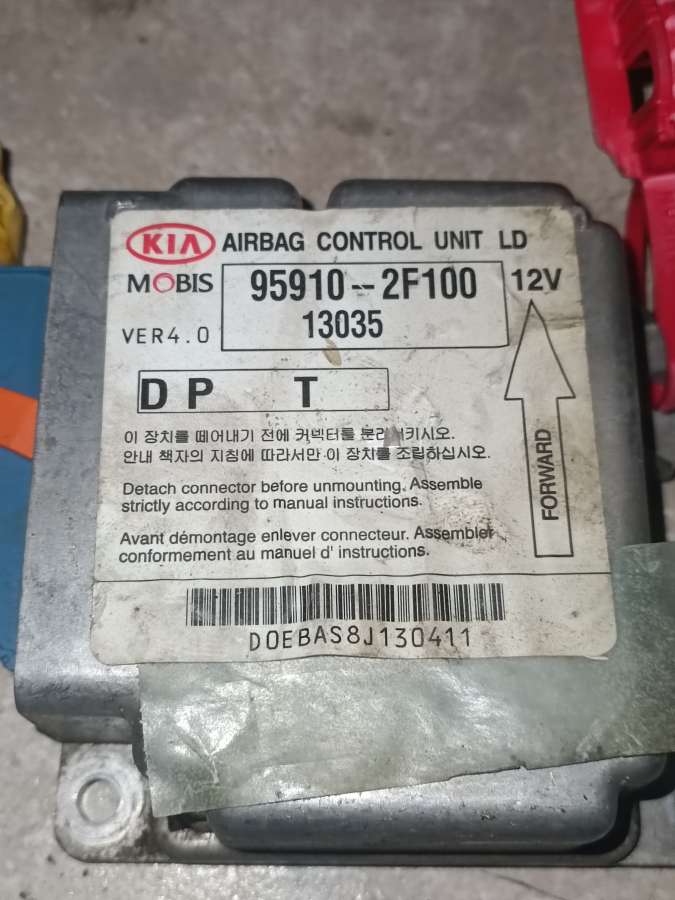 KIA AIRBAG CONTROL UNIT LD
MOBIS 95910-2F100 12V
VER4.0 13035
D P T
이 장치를 떼어내기 전에 커넥터를 분리시키시오.
안내 책자의 지침에 따라서만 이 장치를 조립하십시오.
Detach connector before unmounting. Assemble
strictly according to manual instructions.
Avant démontage enlever connecteur. Assembler
conformement au manuel d' instructions.
FORWARD
D0EBAS8J130411